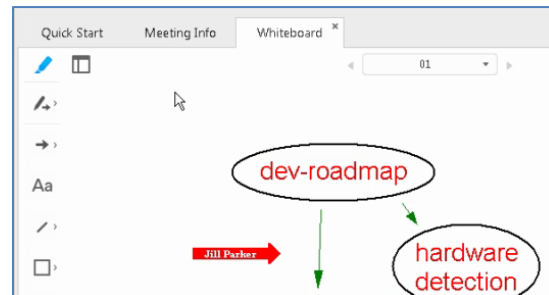 Quick Start Meeting Info Whiteboard ×
01
Aa
dev-roadmap
Jill Parker
hardware
detection